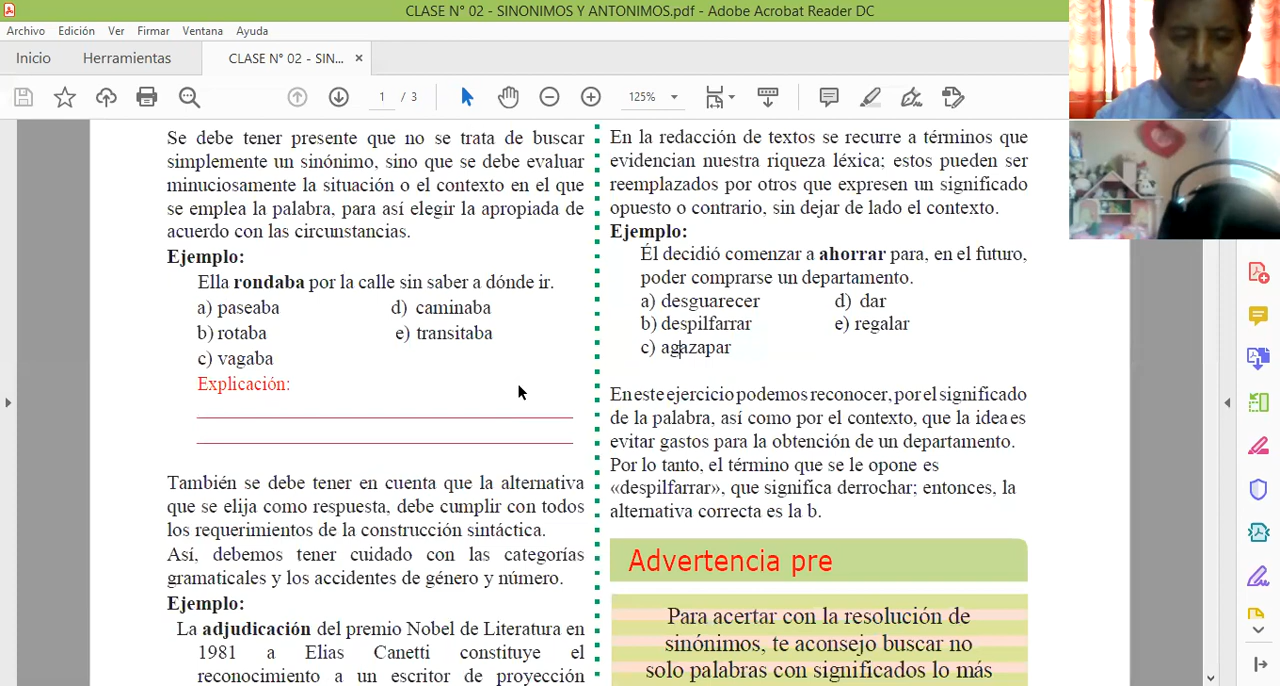 CLASE N° 02 - SINONIMOS Y ANTONIMOS.pdf - Adobe Acrobat Reader DC
Archivo Edición Ver Firmar Ventana Ayuda
Inicio Herramientas CLASE N° 02 - SIN... ×
1 / 3 125%
Se debe tener presente que no se trata de buscar
simplemente un sinónimo, sino que se debe evaluar
minuciosamente la situación o el contexto en el que
se emplea la palabra, para así elegir la apropiada de
acuerdo con las circunstancias.
Ejemplo:
Ella rondaba por la calle sin saber a dónde ir.
a) paseaba d) caminaba
b) rotaba e) transitaba
c) vagaba
Explicación:
También se debe tener en cuenta que la alternativa
que se elija como respuesta, debe cumplir con todos
los requerimientos de la construcción sintáctica.
Así, debemos tener cuidado con las categorías
gramaticales y los accidentes de género y número.
Ejemplo:
La adjudicación del premio Nobel de Literatura en
1981 a Elias Canetti constituye el
reconocimiento a un escritor de proyección
En la redacción de textos se recurre a términos que
evidencian nuestra riqueza léxica; estos pueden ser
reemplazados por otros que expresen un significado
opuesto o contrario, sin dejar de lado el contexto.
Ejemplo:
Él decidió comenzar a ahorrar para, en el futuro,
poder comprarse un departamento.
a) desguarecer d) dar
b) despilfarrar e) regalar
c) agazapar
En este ejercicio podemos reconocer, por el significado
de la palabra, así como por el contexto, que la idea es
evitar gastos para la obtención de un departamento.
Por lo tanto, el término que se le opone es
«despilfarrar», que significa derrochar; entonces, la
alternativa correcta es la b.
Advertencia pre
Para acertar con la resolución de
sinónimos, te aconsejo buscar no
solo palabras con significados lo más